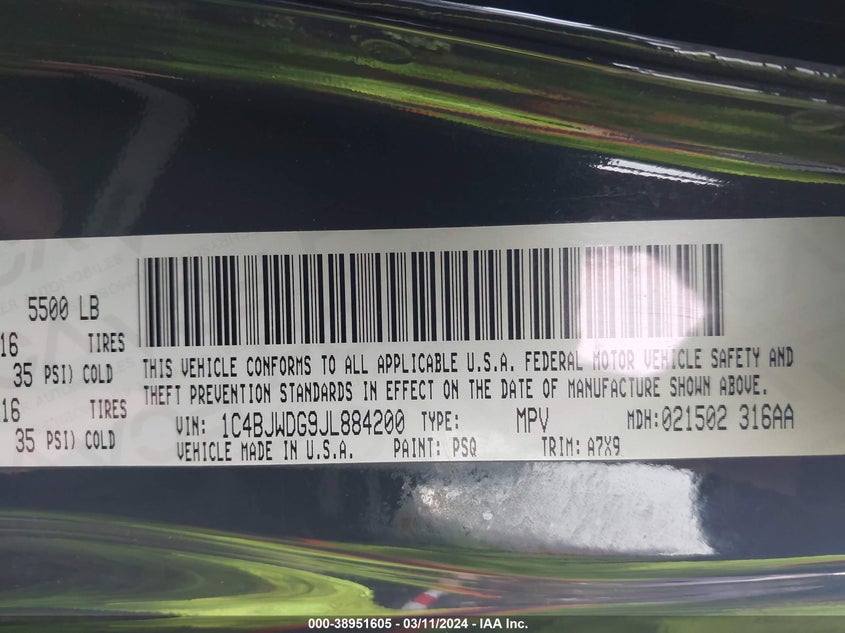 5500 LB
16 TIRES
35 PSI) COLD
16 TIRES
35 PSI) COLD
THIS VEHICLE CONFORMS TO ALL APPLICABLE U.S.A. FEDERAL MOTOR VEHICLE SAFETY AND
THEFT PREVENTION STANDARDS IN EFFECT ON THE DATE OF MANUFACTURE SHOWN ABOVE.
VIN: 1C4BJWDG9JL884200 TYPE: MPV MDH:021502 316AA
VEHICLE MADE IN U.S.A. PAINT: PSQ TRIM: A7X9
000-38951605 - 03/11/2024 - IAA Inc.